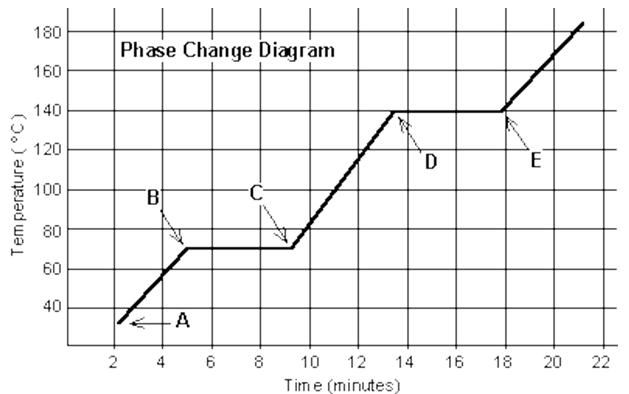 Phase Change Diagram
Temperature ( °C)
180
160
140
120
100
80
60
40
A
B
C
D
E
2 4 6 8 10 12 14 16 18 20 22
Time (minutes)